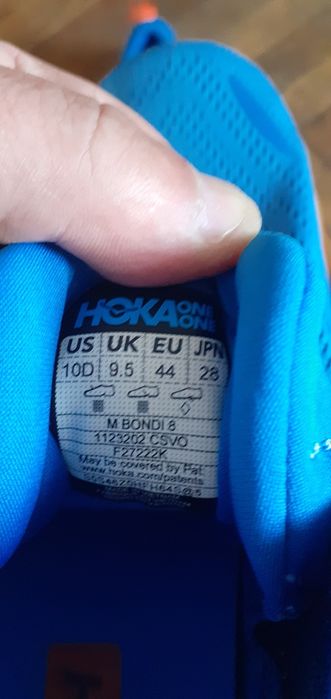 HOKA ONE ONE
US UK EU JPN
10D 9.5 44 28
M BONDI 8
1123202 CSVO
F27222K
May be covered by Pat.
www.hoka.com/patents